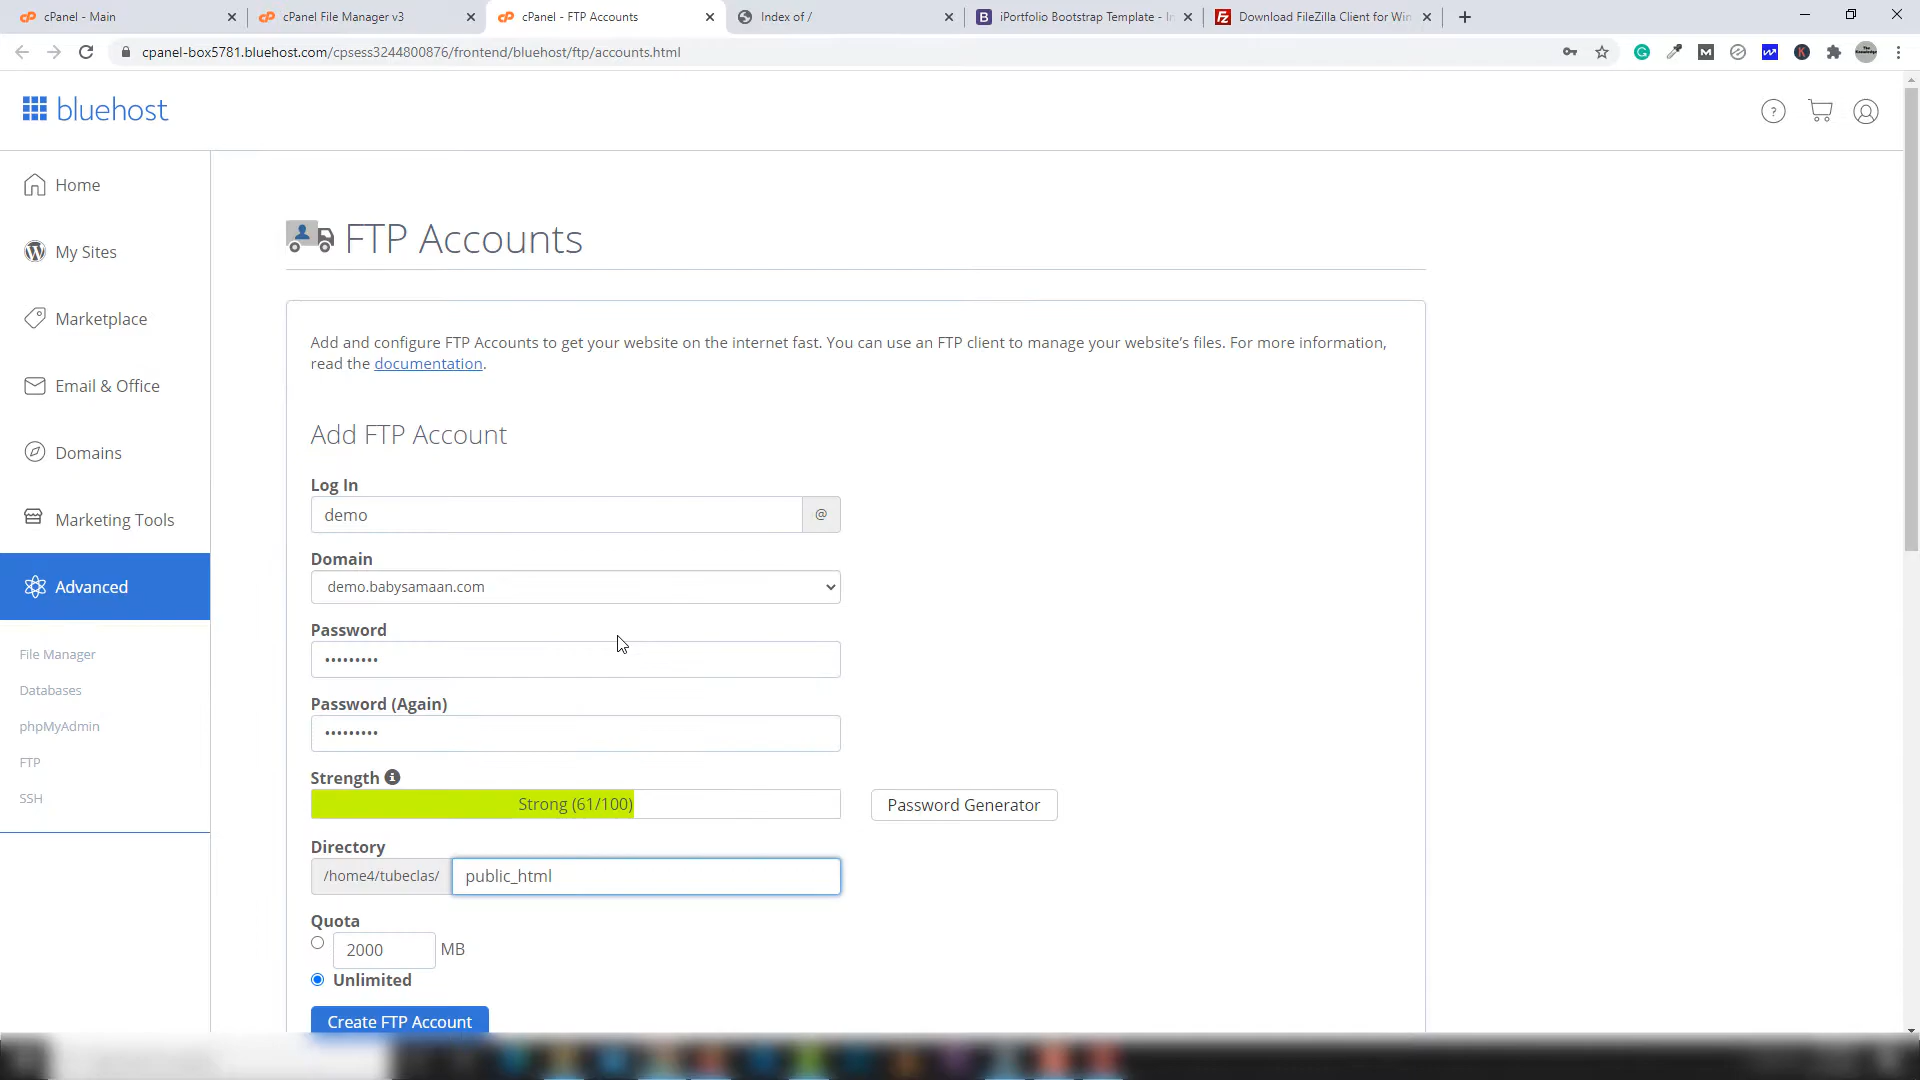 cPanel - Main
cPanel File Manager v3
cPanel - FTP Accounts
Index of /
iPortfolio Bootstrap Template - In
Download FileZilla Client for Win
cpanel-box5781.bluehost.com/cpsess3244800876/frontend/bluehost/ftp/accounts.html
bluehost
Home
My Sites
Marketplace
Email & Office
Domains
Marketing Tools
Advanced
File Manager
Databases
phpMyAdmin
FTP
SSH
FTP Accounts
Add and configure FTP Accounts to get your website on the internet fast. You can use an FTP client to manage your website's files. For more information,
read the documentation.
Add FTP Account
Log In
demo @
Domain
demo.babysamaan.com
Password
•••••••••
Password (Again)
•••••••••
Strength
Strong (61/100)
Password Generator
Directory
/home4/tubeclas/ public_html
Quota
2000 MB
Unlimited
Create FTP Account